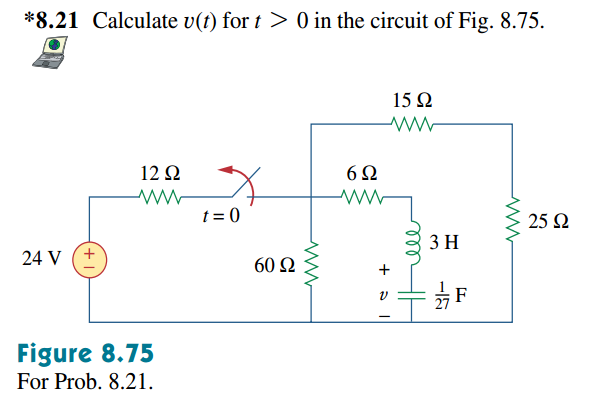 *8.21 Calculate v(t) for t > 0 in the circuit of Fig. 8.75.
15 Ω
12 Ω
6 Ω
t = 0
25 Ω
3 H
24 V
+
−
60 Ω
+
v
−
1/27 F
Figure 8.75
For Prob. 8.21.